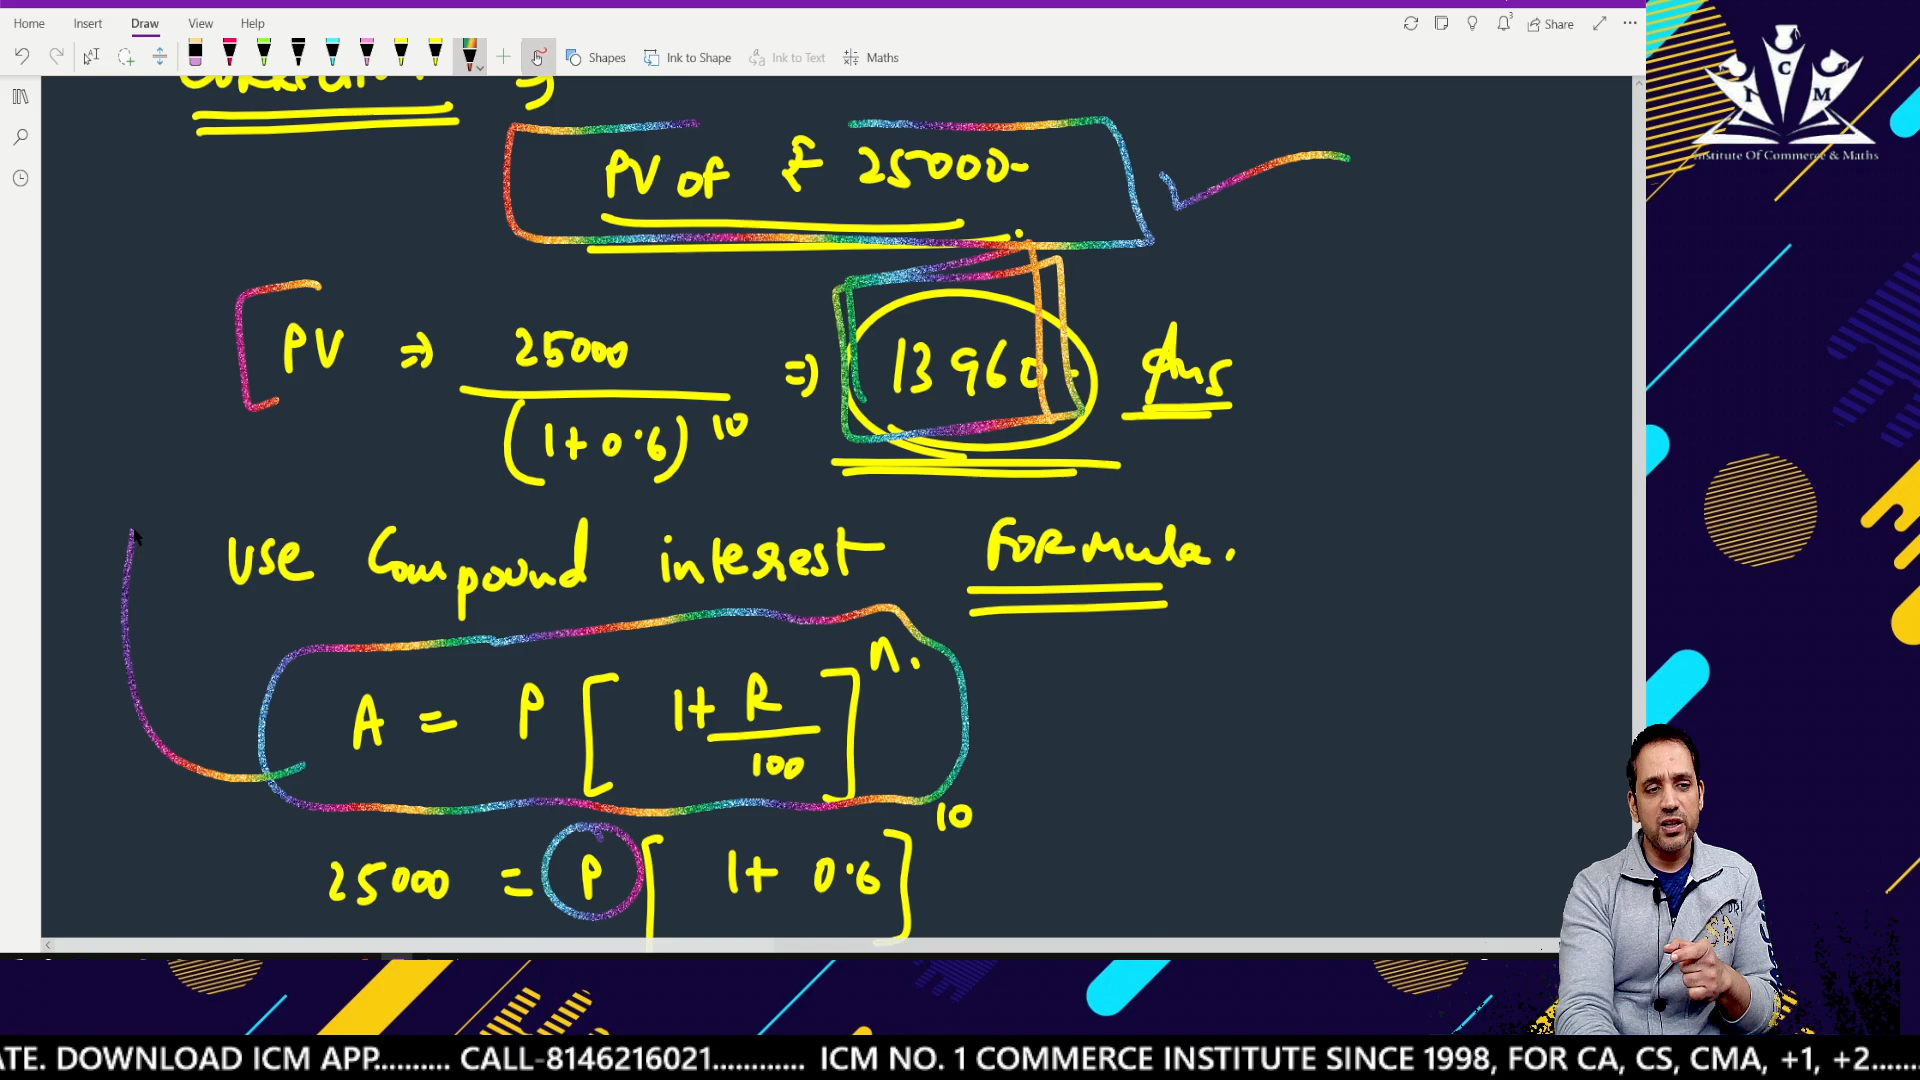 Home Insert Draw View Help
3 Share
Shapes Ink to Shape Ink to Text Maths
PV of ₹ 25000-
PV ⇒ 25000
(1+0.6)10
⇒ 13960- Ans
Use Compound interest Formula.
A = P [ 1+ R
100 ] n.
25000 = P [ 1+ 0.6 ] 10
I C M
Institute Of Commerce & Maths
ATE. DOWNLOAD ICM APP.......... CALL-8146216021............ ICM NO. 1 COMMERCE INSTITUTE SINCE 1998, FOR CA, CS, CMA, +1, +2.......